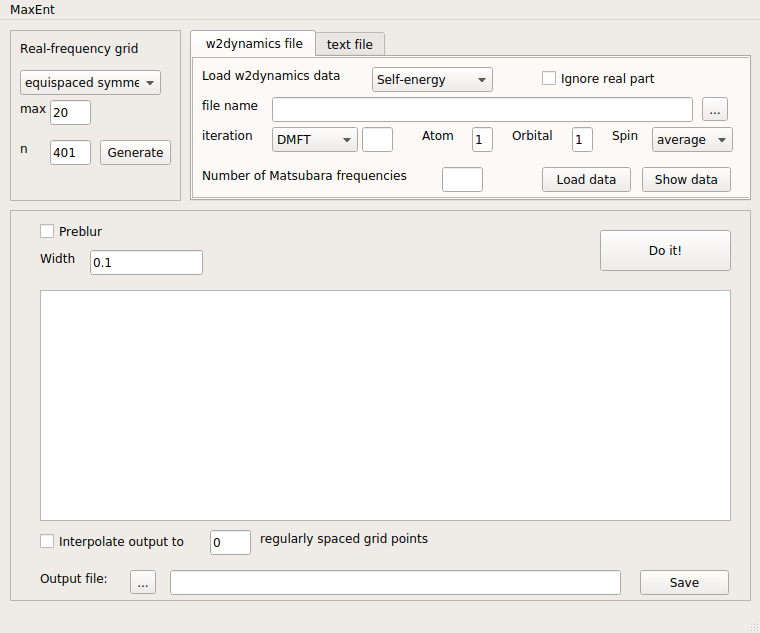 MaxEnt
Real-frequency grid
equispaced symme
max 20
n 401 Generate
w2dynamics file text file
Load w2dynamics data Self-energy Ignore real part
file name ...
iteration DMFT Atom 1 Orbital 1 Spin average
Number of Matsubara frequencies Load data Show data
Preblur
Width 0.1
Do it!
Interpolate output to 0 regularly spaced grid points
Output file: ... Save